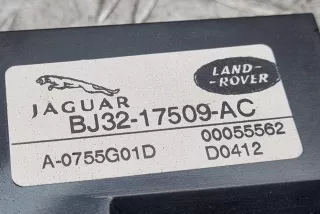 LAND-
ROVER
JAGUAR
BJ32-17509-AC
A-0755G01D 00055562
D0412